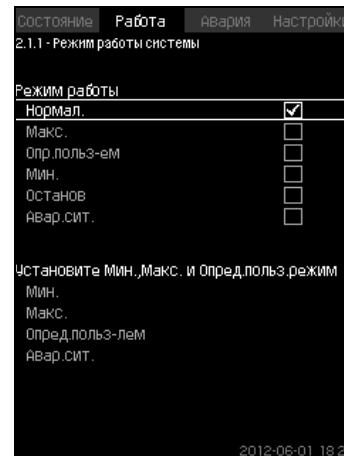 Состояние Работа Авария Настройки
2.1.1 - Режим работы системы
Режим работы
Нормал.
Макс.
Опр.польз-ем
Мин.
Останов
Авар.сит.
Установите Мин.,Макс. и Опред.польз.режим
Мин.
Макс.
Опред.польз-лем
Авар.сит.
2012-06-01 18:2